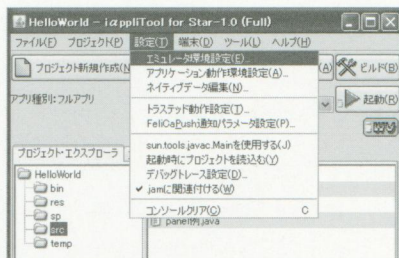 HelloWorld - iαppliTool for Star-1.0 (Full)
ファイル(F) プロジェクト(P) 設定(T) 端末(D) ツール(L) ヘルプ(H)
プロジェクト新規作成(N
エミュレータ環境設定(E)...
(A)
ビルド(B)
アプリケーション動作環境設定(A)...
ネイティブデータ編集(N)...
アプリ種別: フルアプリ
起動(R)
トラステッド動作設定(T)...
FeliCaPush通知パラメータ設定(P)...
プロジェクト・エクスプローラ
sun.tools.javac.Mainを使用する(J)
起動時にプロジェクトを読込む(Y)
デバッグトレース設定(D)...
jamに関連付ける(W)
コンソールクリア(C) C
HelloWorld
bin
res
sp
src
temp